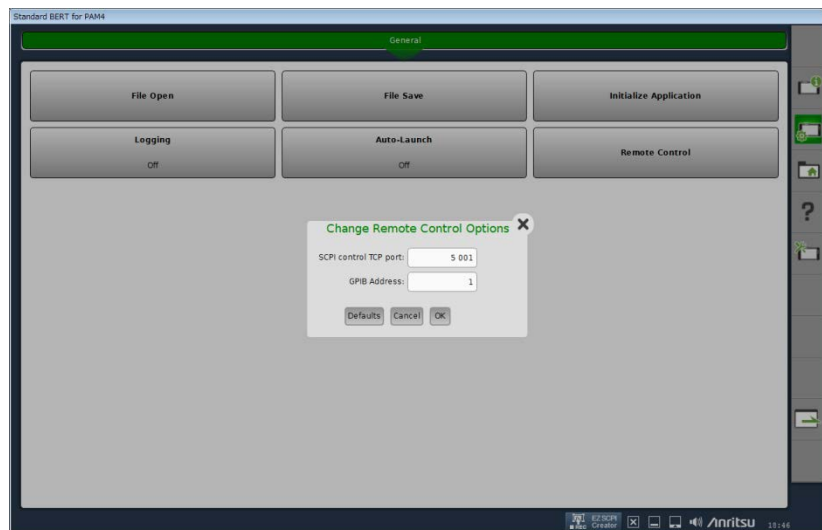 Standard BERT for PAM4
General
File Open
File Save
Initialize Application
Logging
Off
Auto-Launch
Off
Remote Control
Change Remote Control Options
SCPI control TCP port: 5 001
GPIB Address: 1
Defaults Cancel OK
?
REC
EZ SCPI
Creator
Anritsu
15:46